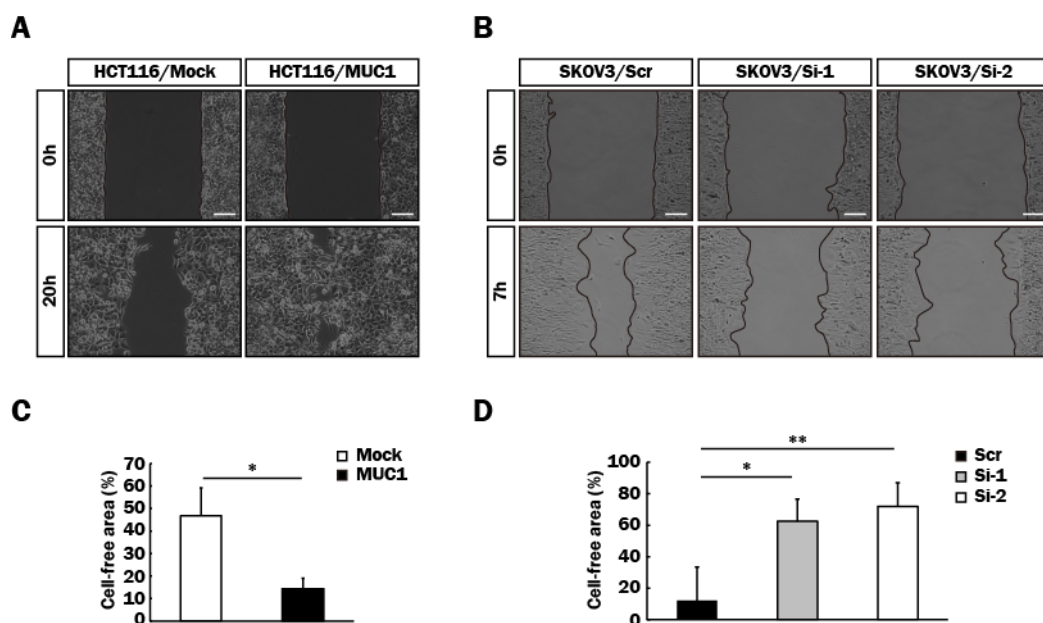 A
HCT116/Mock HCT116/MUC1
0h
20h
B
SKOV3/Scr SKOV3/Si-1 SKOV3/Si-2
0h
7h
C
Cell-free area (%)
70
60
50
40
30
20
10
0
*
Mock
MUC1
D
Cell-free area (%)
100
80
60
40
20
0
*
**
Scr
Si-1
Si-2